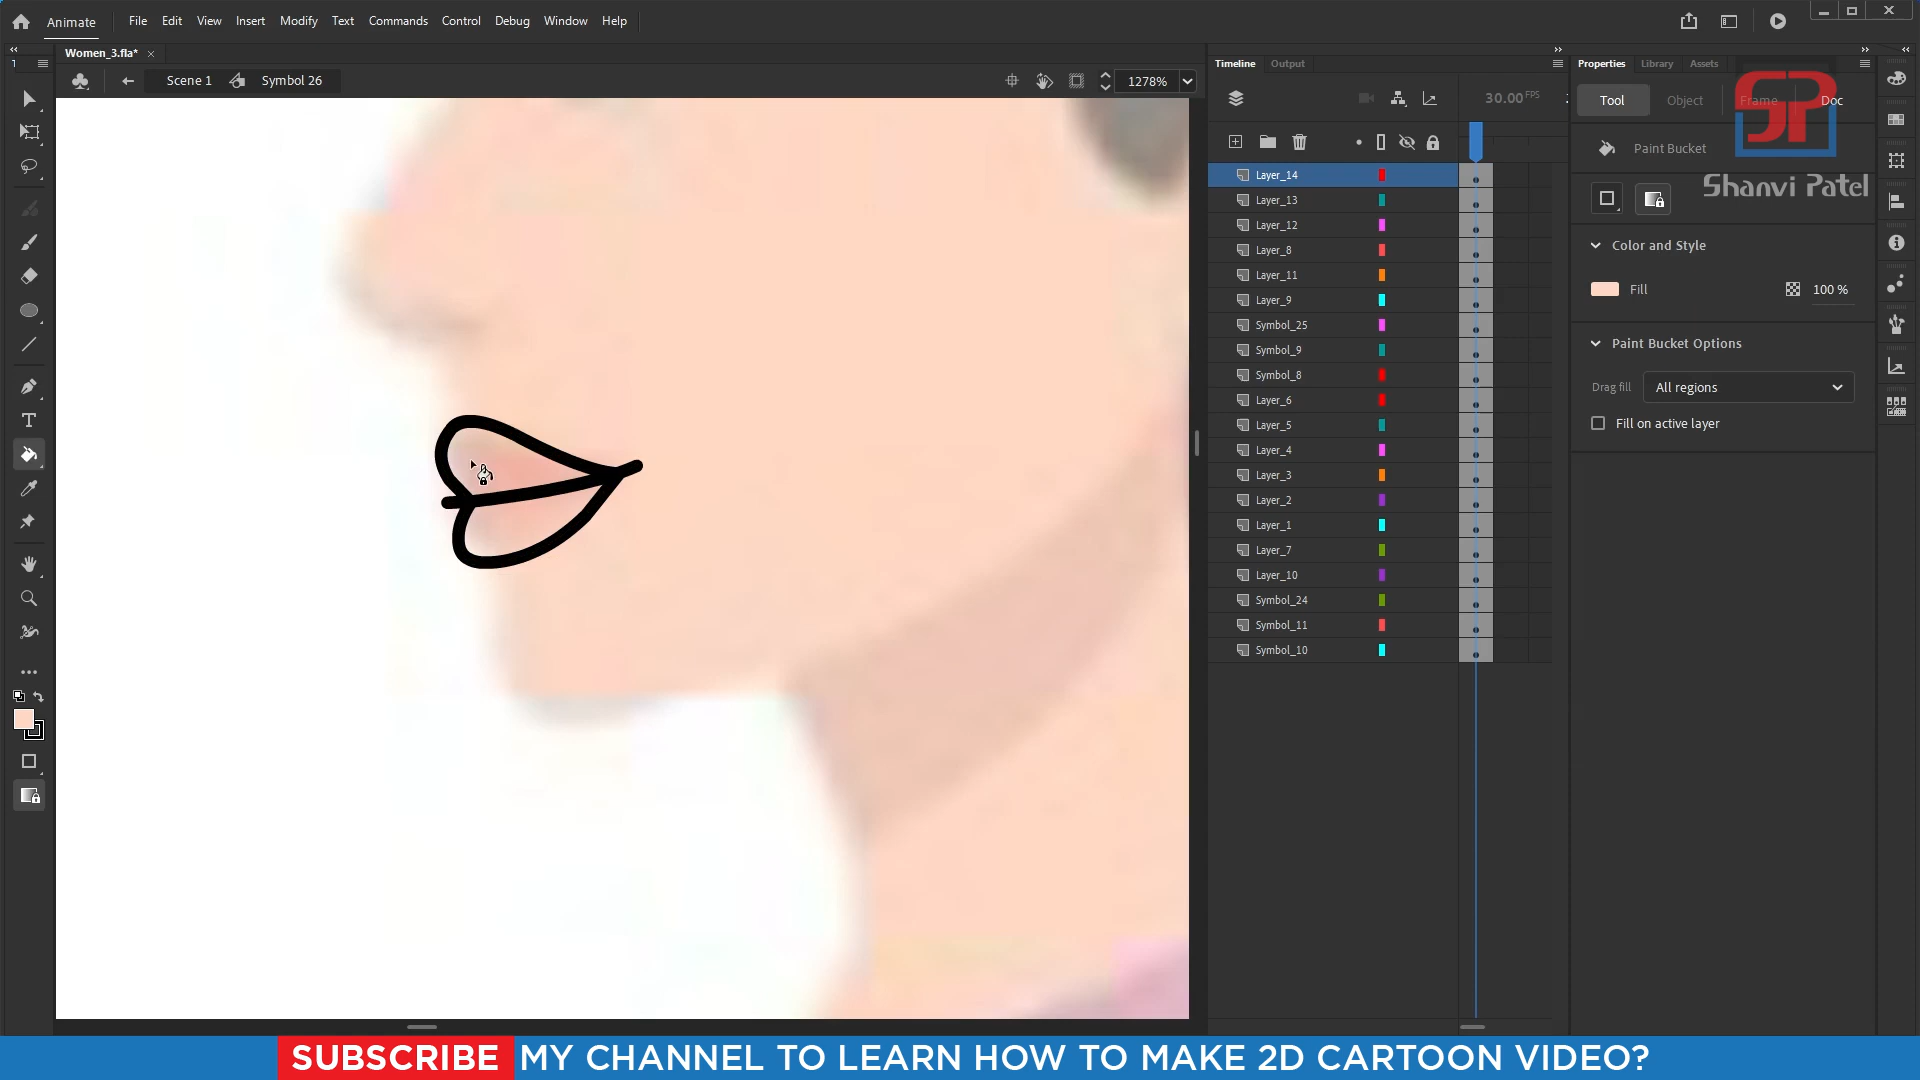 Animate File Edit View Insert Modify Text Commands Control Debug Window Help
Women_3.fla*
Scene 1 Symbol 26 1278%
Timeline Output
30.00 FPS
Layer_14
Layer_13
Layer_12
Layer_8
Layer_11
Layer_9
Symbol_25
Symbol_9
Symbol_8
Layer_6
Layer_5
Layer_4
Layer_3
Layer_2
Layer_1
Layer_7
Layer_10
Symbol_24
Symbol_11
Symbol_10
Properties Library Assets
Tool Object Frame Doc
Paint Bucket
SP
Shanvi Patel
Color and Style
Fill 100 %
Paint Bucket Options
Drag fill All regions
Fill on active layer
SUBSCRIBE MY CHANNEL TO LEARN HOW TO MAKE 2D CARTOON VIDEO?